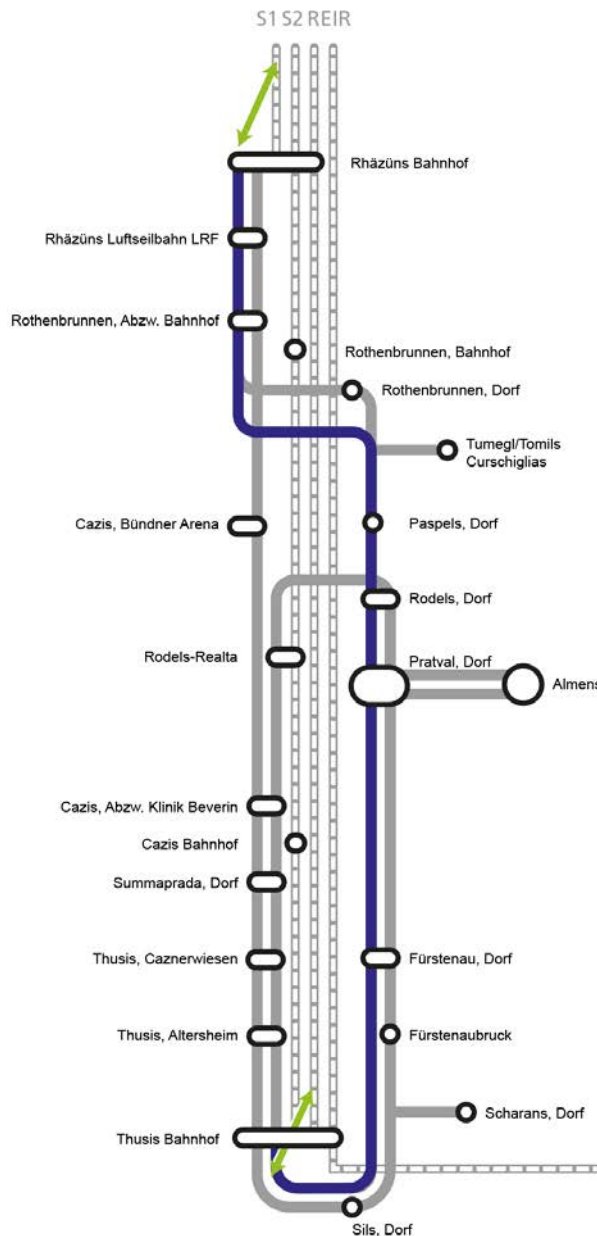 S1 S2 RE IR
Rhäzüns Bahnhof
Rhäzüns Luftseilbahn LRF
Rothenbrunnen, Abzw. Bahnhof
Rothenbrunnen, Bahnhof
Rothenbrunnen, Dorf
Tumegl/Tomils
Curschiglias
Cazis, Bündner Arena
Paspels, Dorf
Rodels, Dorf
Rodels-Realta
Pratval, Dorf
Almens
Cazis, Abzw. Klinik Beverin
Cazis Bahnhof
Summaprada, Dorf
Thusis, Caznerwiesen
Fürstenau, Dorf
Thusis, Altersheim
Fürstenaubruck
Scharans, Dorf
Thusis Bahnhof
Sils, Dorf